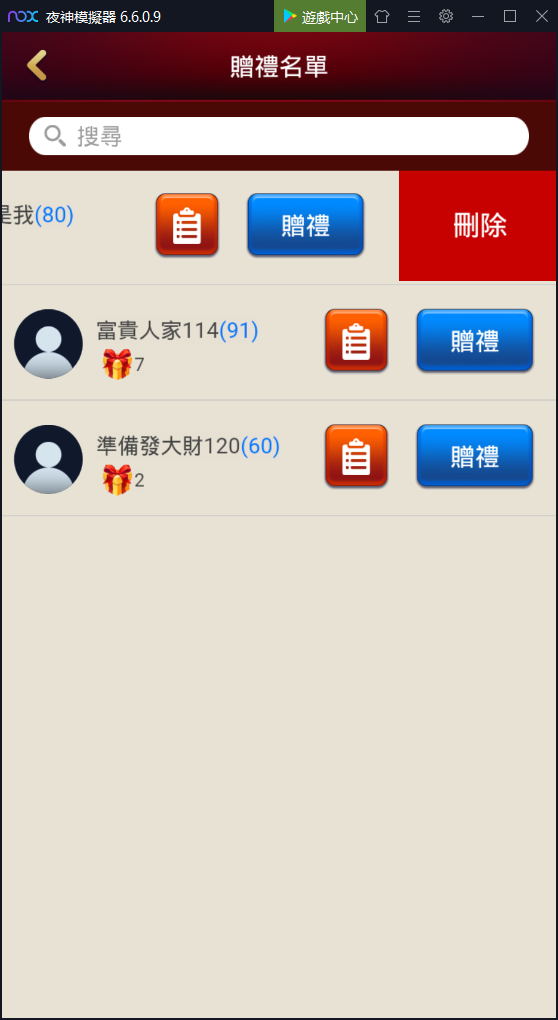 nox 夜神模擬器 6.6.0.9 遊戲中心
贈禮名單
搜尋
是我(80) 贈禮 刪除
富貴人家114(91) 贈禮
7
準備發大財120(60) 贈禮
2